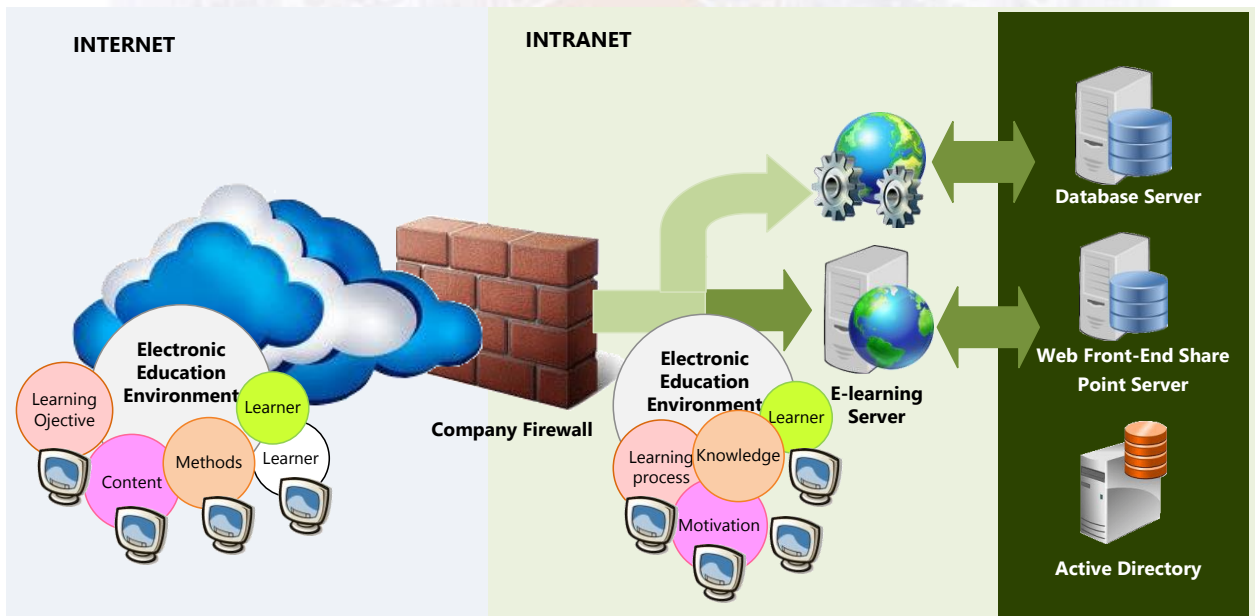 INTERNET
INTRANET
Database Server
Web Front-End Share
Point Server
Active Directory
Electronic
Education
Environment
Learning
Ojective
Content
Methods
Learner
Learner
Company Firewall
Electronic
Education
Environment
Learner
Learning
process
Knowledge
Motivation
E-learning
Server